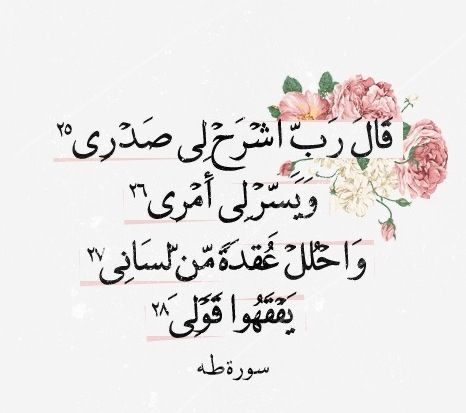 قَالَ رَبِّ اشْرَحْ لِى صَدْرِى ٢٥
وَيَسِّرْ لِى أَمْرِى ٢٦
وَاحْلُلْ عُقْدَةً مِّن لِّسَانِى ٢٧
يَفْقَهُوا قَوْلِى ٢٨
سورة طه